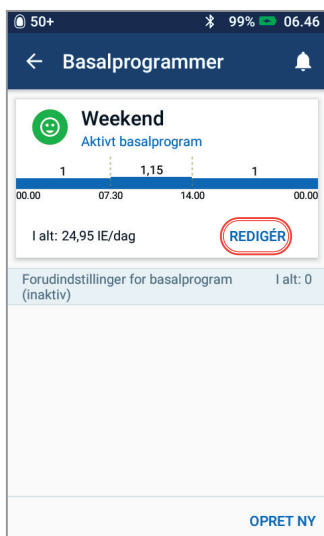 50+ 99% 06.46
Basalprogrammer
Weekend
Aktivt basalprogram
1 1,15 1
00.00 07.30 14.00 00.00
I alt: 24,95 IE/dag REDIGÉR
Forudindstillinger for basalprogram I alt: 0
(inaktiv)
OPRET NY